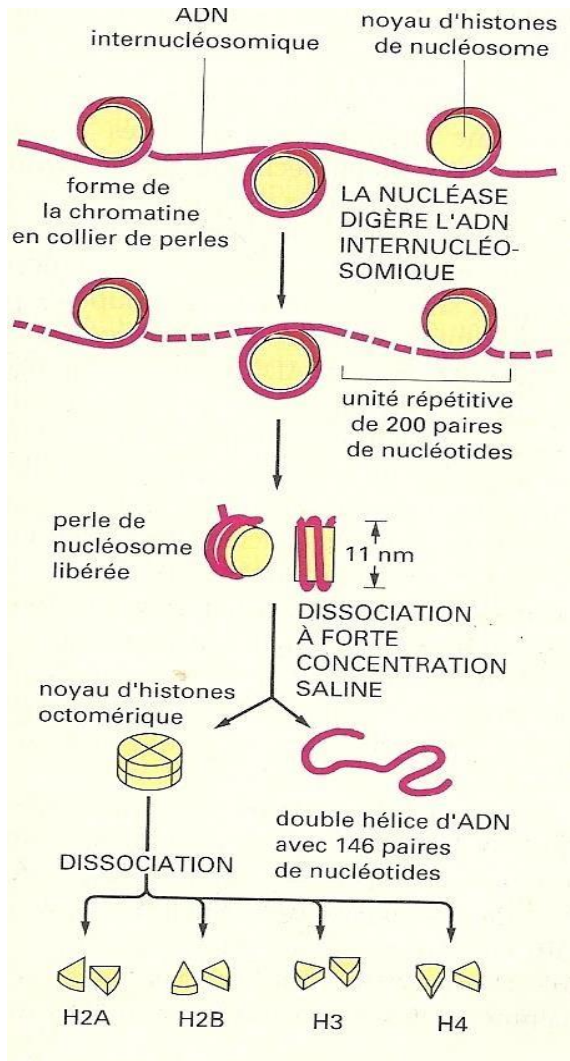 ADN
internucléosomique
noyau d'histones
de nucléosome
forme de
la chromatine
en collier de perles
LA NUCLÉASE
DIGÈRE L'ADN
INTERNUCLÉO-
SOMIQUE
unité répétitive
de 200 paires
de nucléotides
perle de
nucléosome
libérée
11 nm
DISSOCIATION
À FORTE
CONCENTRATION
SALINE
noyau d'histones
octomérique
double hélice d'ADN
avec 146 paires
de nucléotides
DISSOCIATION
H2A
H2B
H3
H4